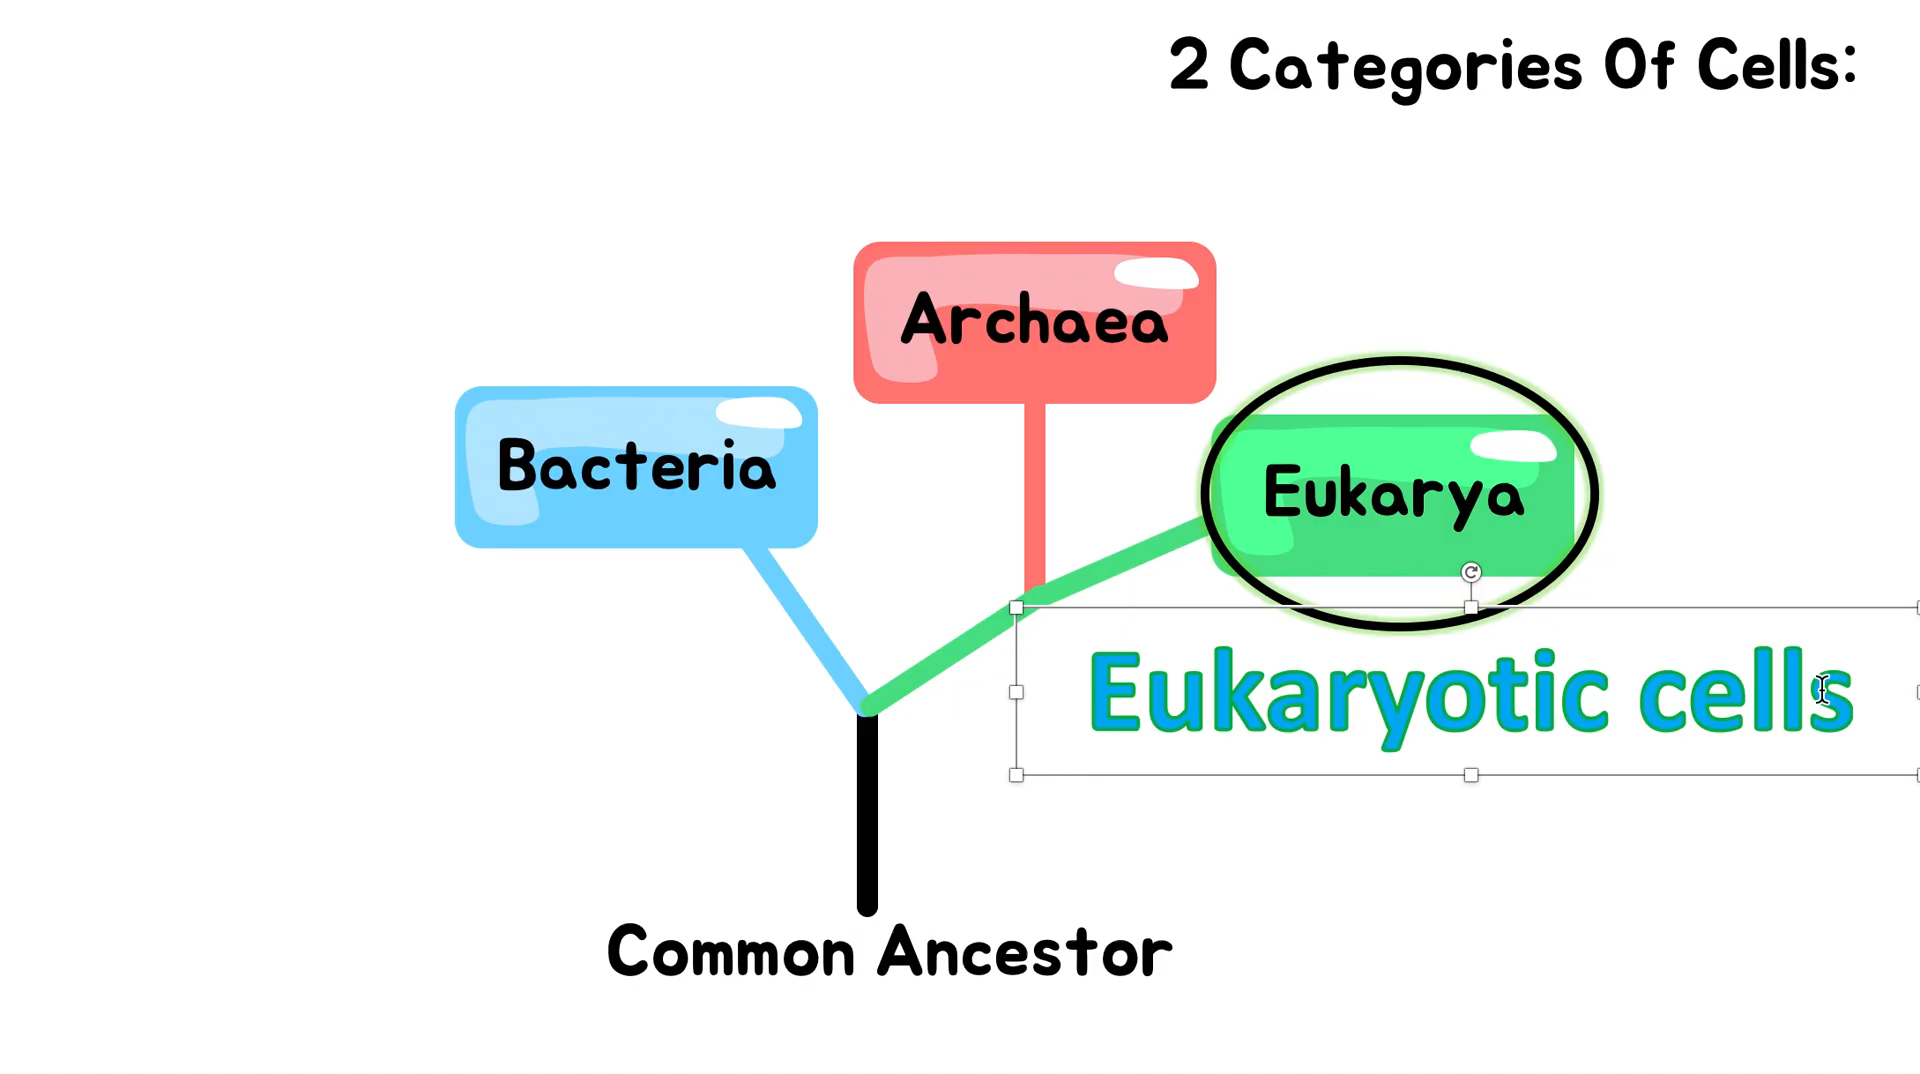 2 Categories Of Cells:
Archaea
Bacteria
Eukarya
Eukaryotic cells
Common Ancestor